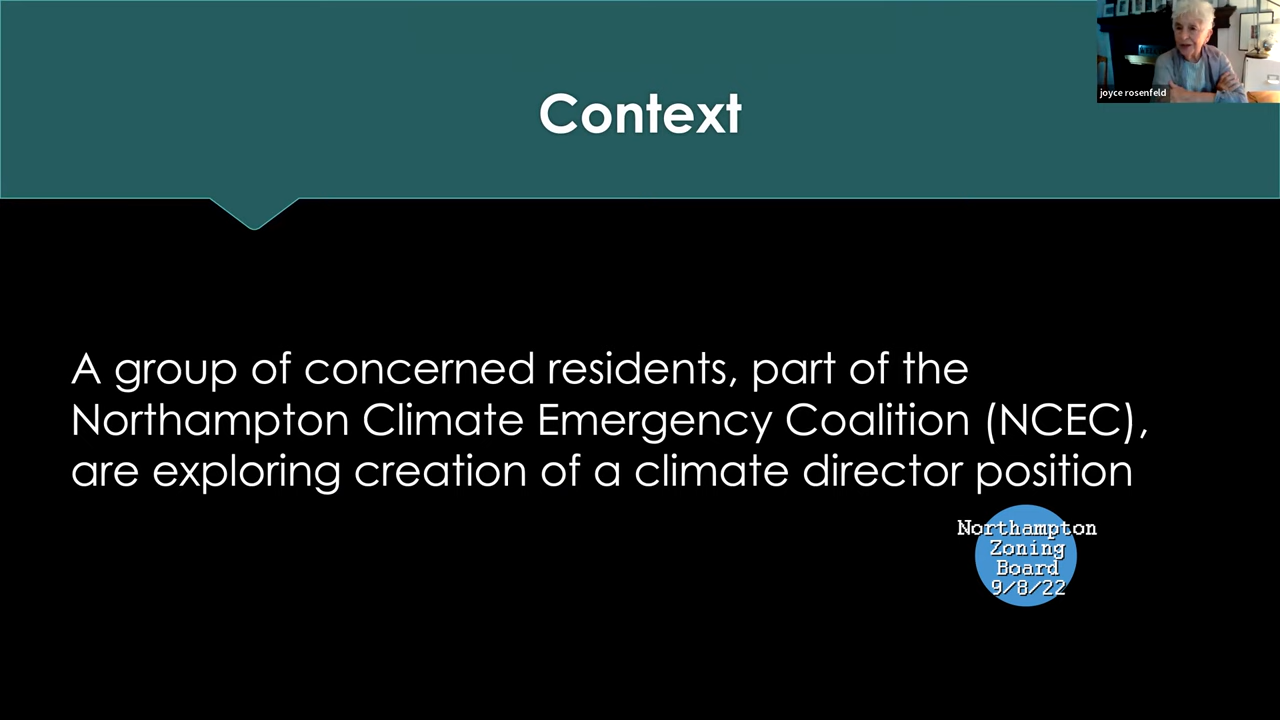 Context
joyce rosenfeld
A group of concerned residents, part of the
Northampton Climate Emergency Coalition (NCEC),
are exploring creation of a climate director position
Northampton
Zoning
Board
9/8/22